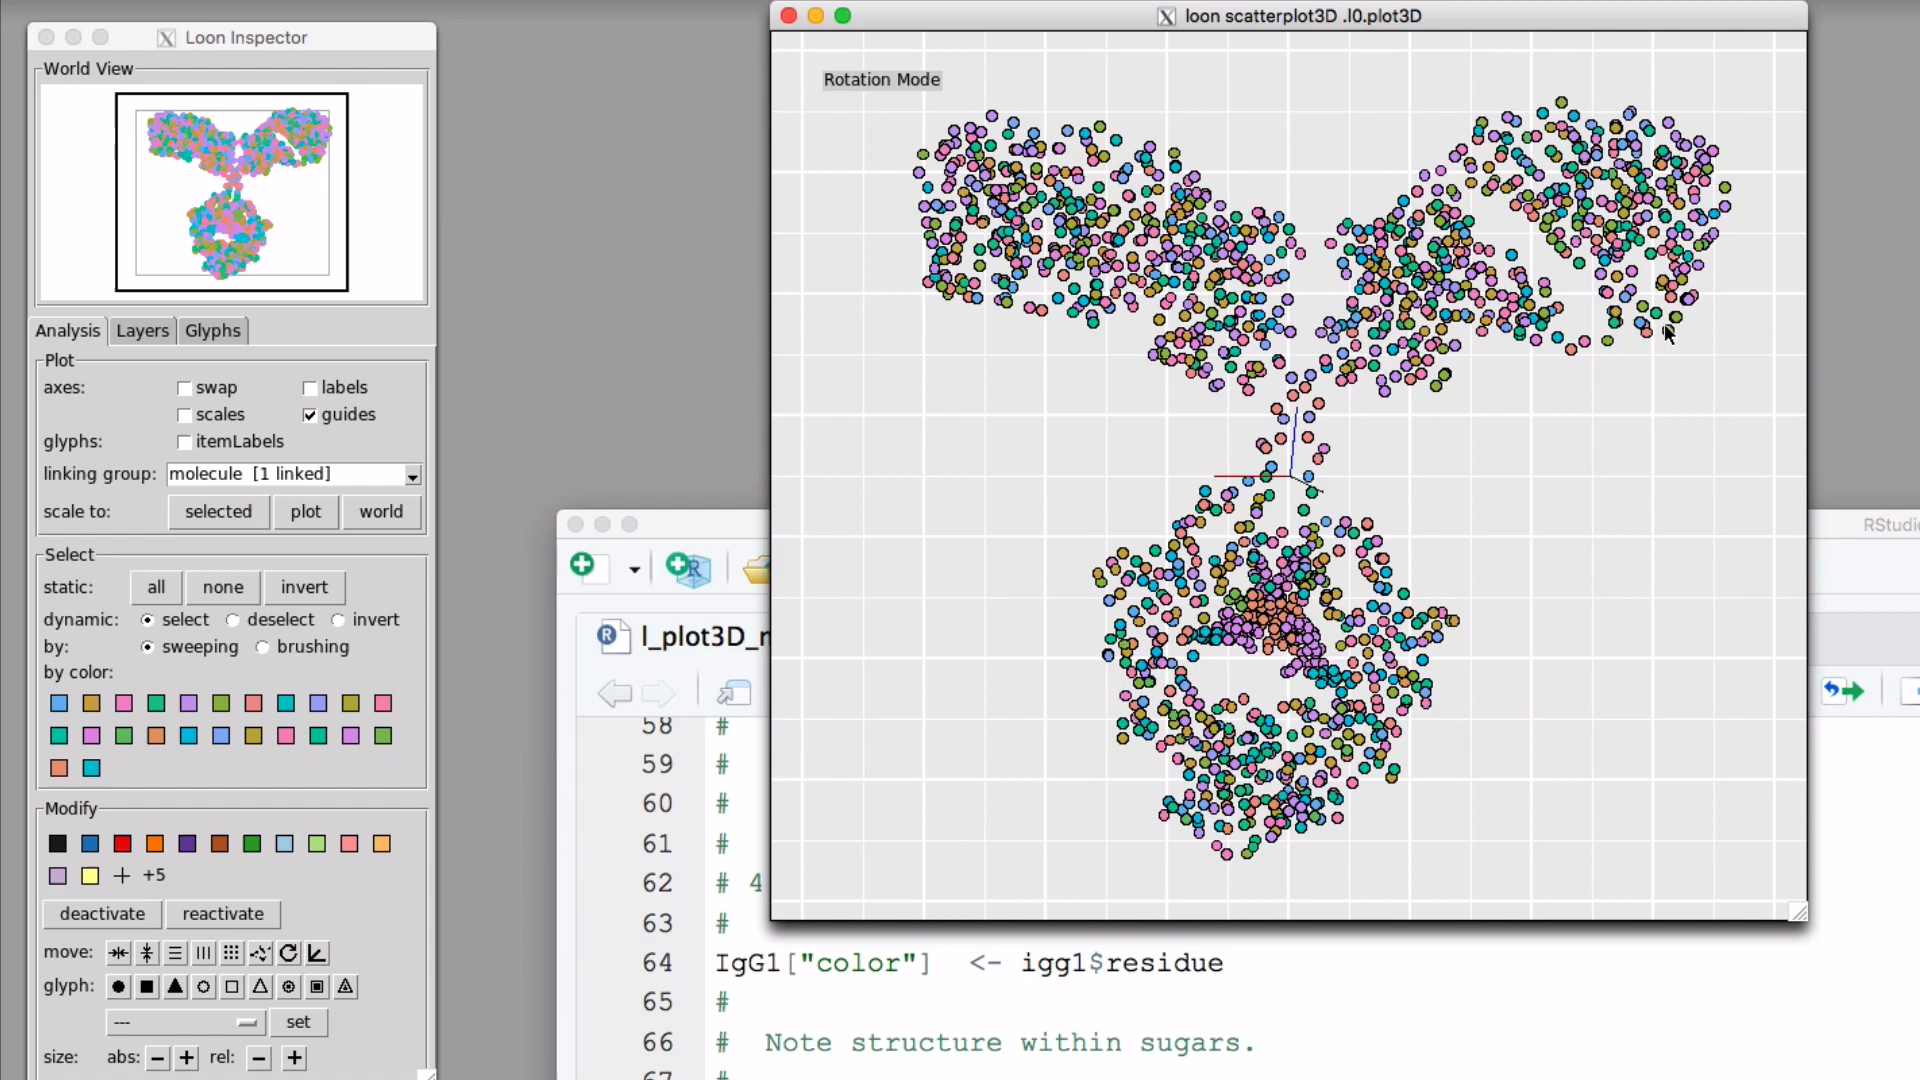 Loon Inspector
World View
Analysis Layers Glyphs
Plot
axes: swap labels
scales guides
glyphs: itemLabels
linking group: molecule [1 linked]
scale to: selected plot world
Select
static: all none invert
dynamic: select deselect invert
by: sweeping brushing
by color:
Modify
+5
deactivate reactivate
move:
glyph:
--- set
size: abs: rel:
loon scatterplot3D .l0.plot3D
Rotation Mode
RStudi
l_plot3D_
58 #
59 #
60 #
61 #
62 # 4
63 #
64 IgG1["color"] <- igg1$residue
65 #
66 # Note structure within sugars.
67 #